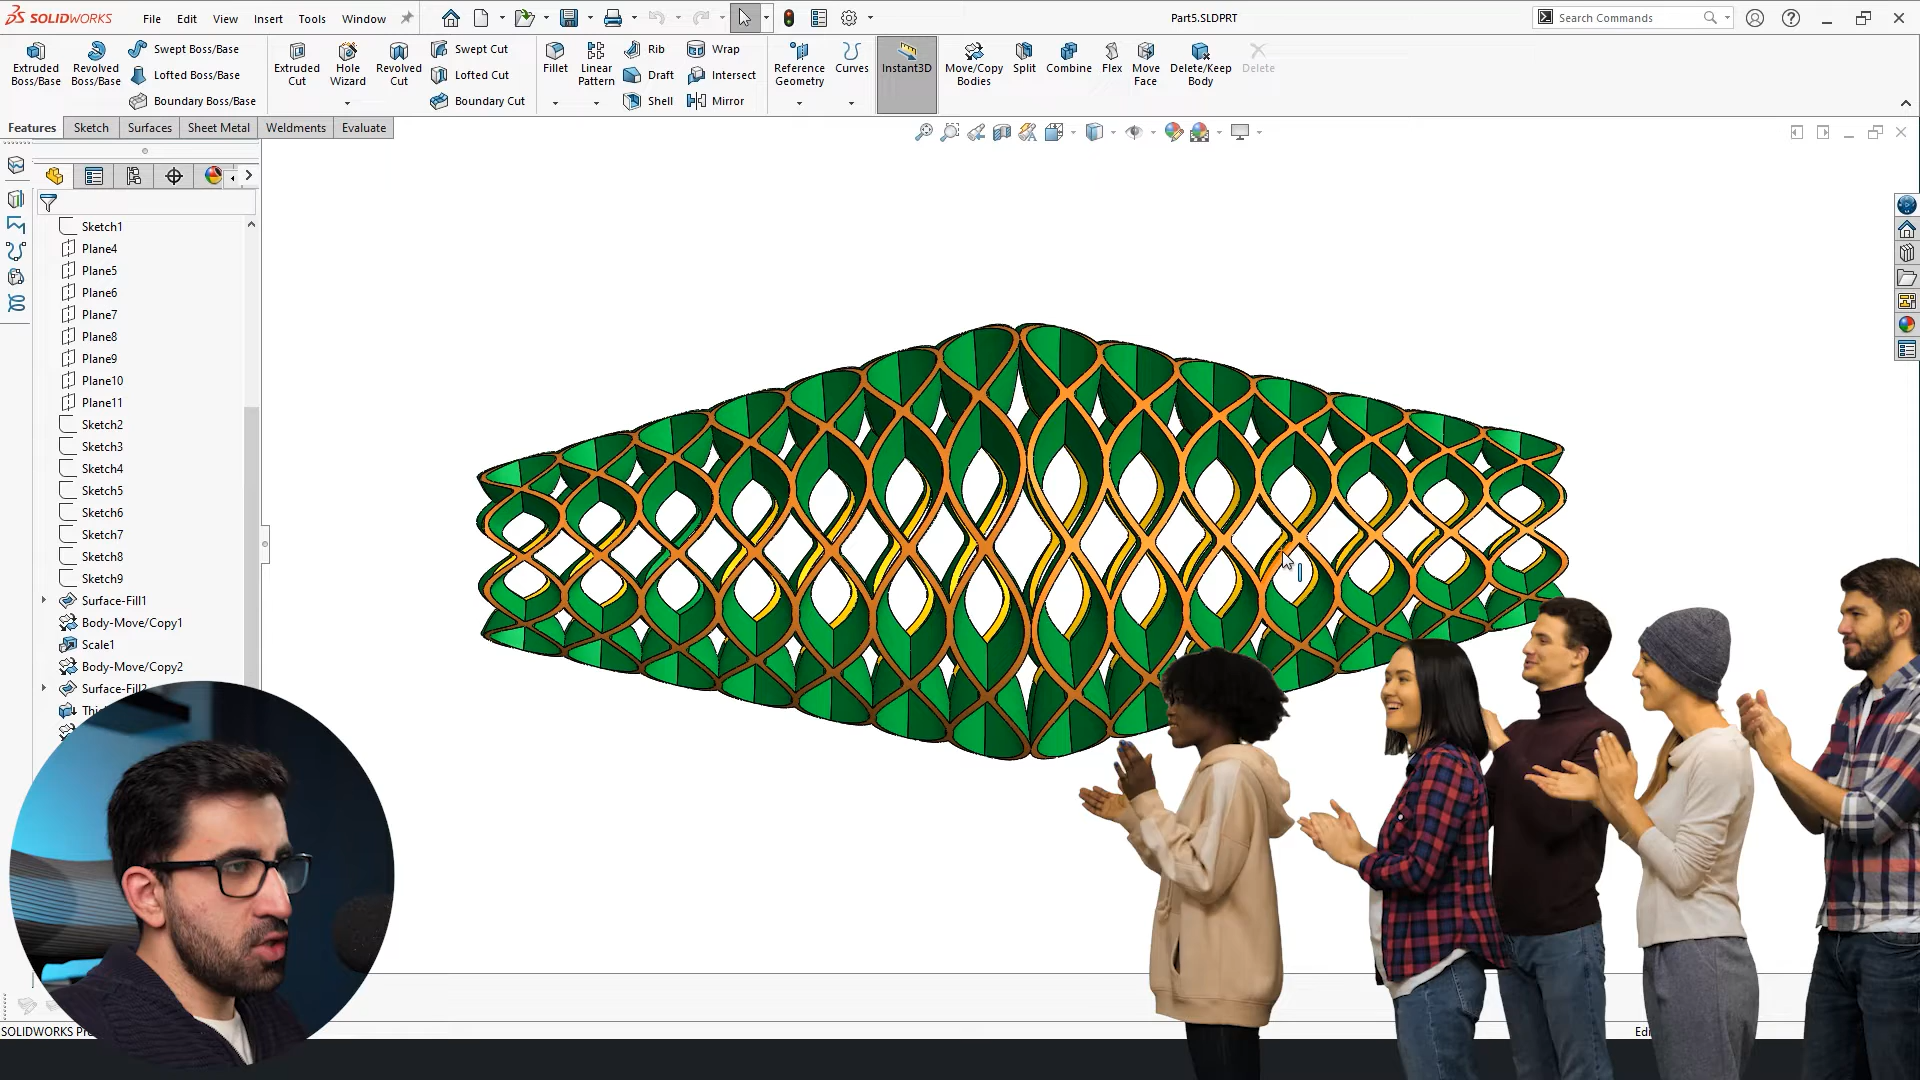 SOLIDWORKS
File
Edit
View
Insert
Tools
Window
Part5.SLDPRT
Search Commands
Extruded
Boss/Base
Revolved
Boss/Base
Swept Boss/Base
Lofted Boss/Base
Boundary Boss/Base
Extruded
Cut
Hole
Wizard
Revolved
Cut
Swept Cut
Lofted Cut
Boundary Cut
Fillet
Linear
Pattern
Rib
Draft
Shell
Wrap
Intersect
Mirror
Reference
Geometry
Curves
Instant3D
Move/Copy
Bodies
Split
Combine
Flex
Move
Face
Delete/Keep
Body
Delete
Features
Sketch
Surfaces
Sheet Metal
Weldments
Evaluate
Sketch1
Plane4
Plane5
Plane6
Plane7
Plane8
Plane9
Plane10
Plane11
Sketch2
Sketch3
Sketch4
Sketch5
Sketch6
Sketch7
Sketch8
Sketch9
Surface-Fill1
Body-Move/Copy1
Scale1
Body-Move/Copy2
Surface-Fill2
SOLIDWORKS